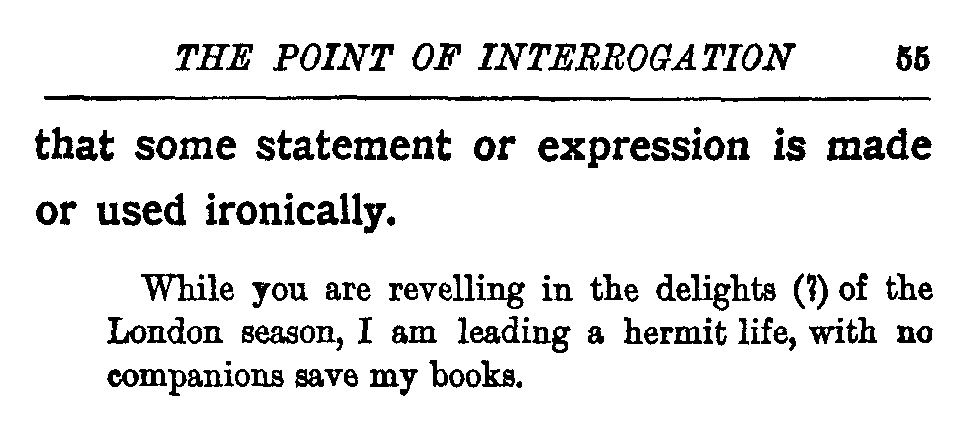 THE POINT OF INTERROGATION 55
that some statement or expression is made
or used ironically.
While you are revelling in the delights (?) of the
London season, I am leading a hermit life, with no
companions save my books.